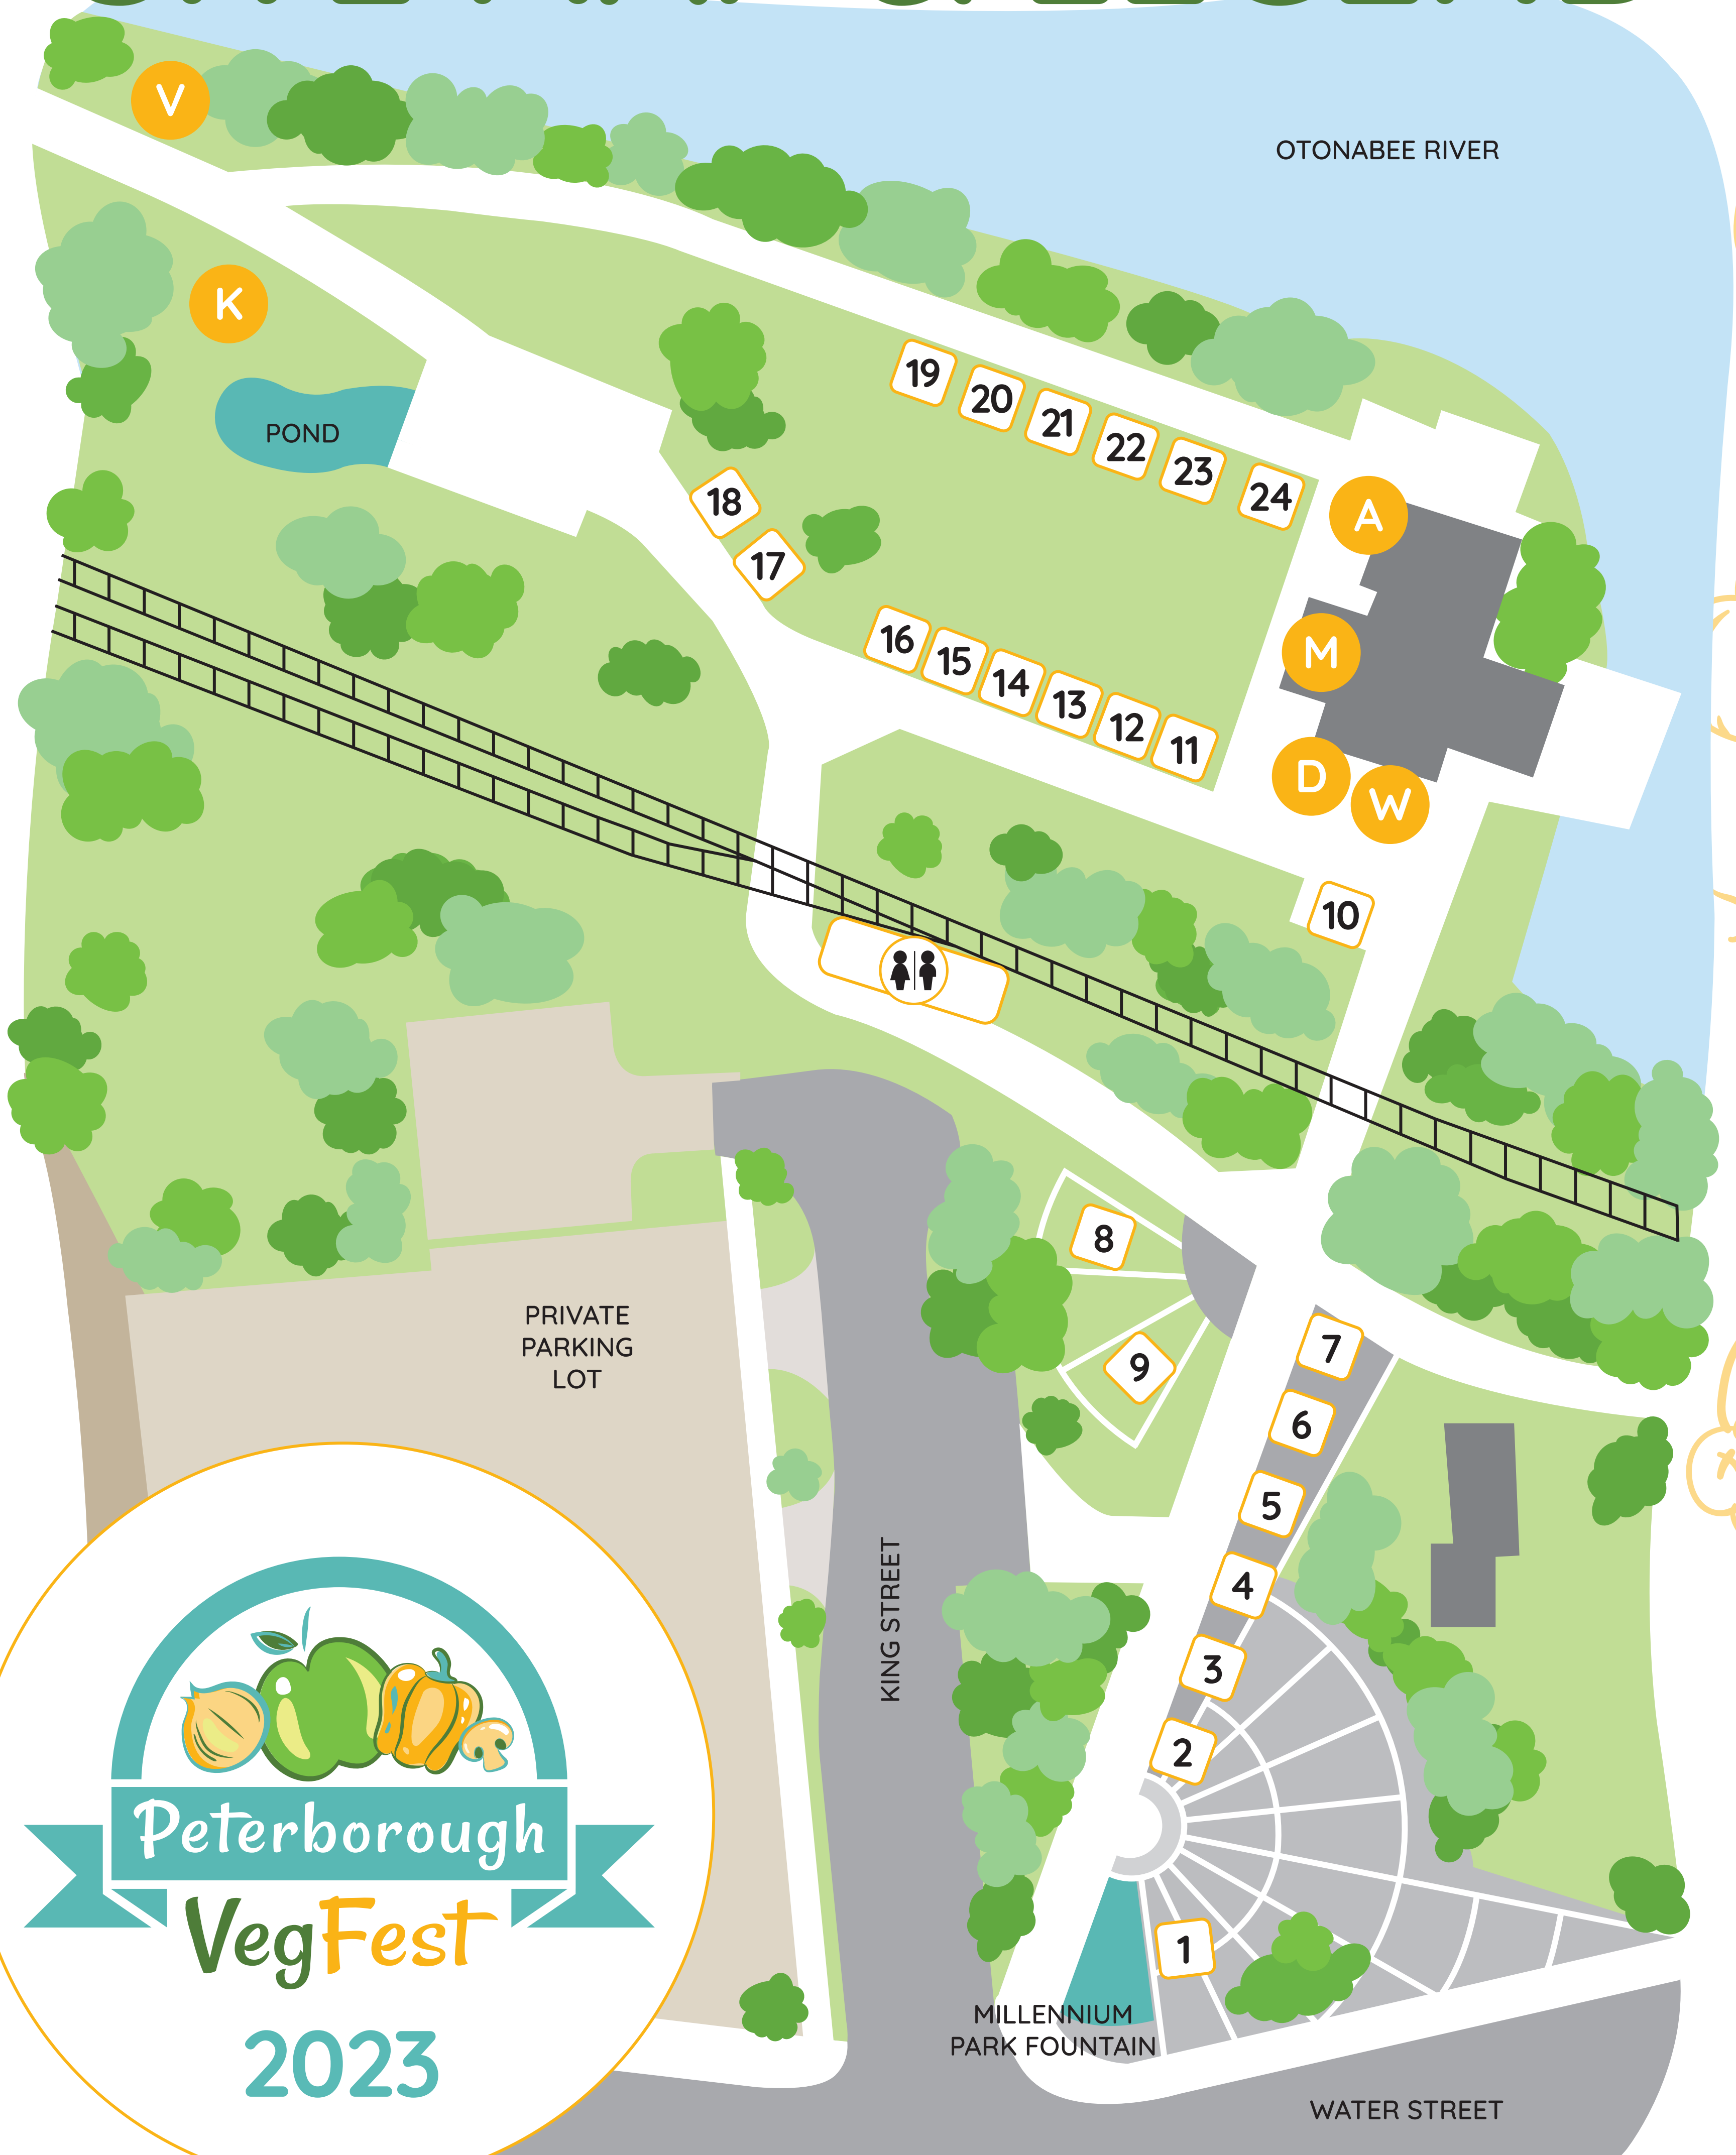 V
OTONABEE RIVER
K
POND
19
20
21
22
23
24
A
18
17
16
15
14
13
12
11
M
D
W
10
8
9
7
6
5
4
3
2
1
PRIVATE
PARKING
LOT
KING STREET
MILLENNIUM
PARK FOUNTAIN
WATER STREET
Peterborough
VegFest
2023